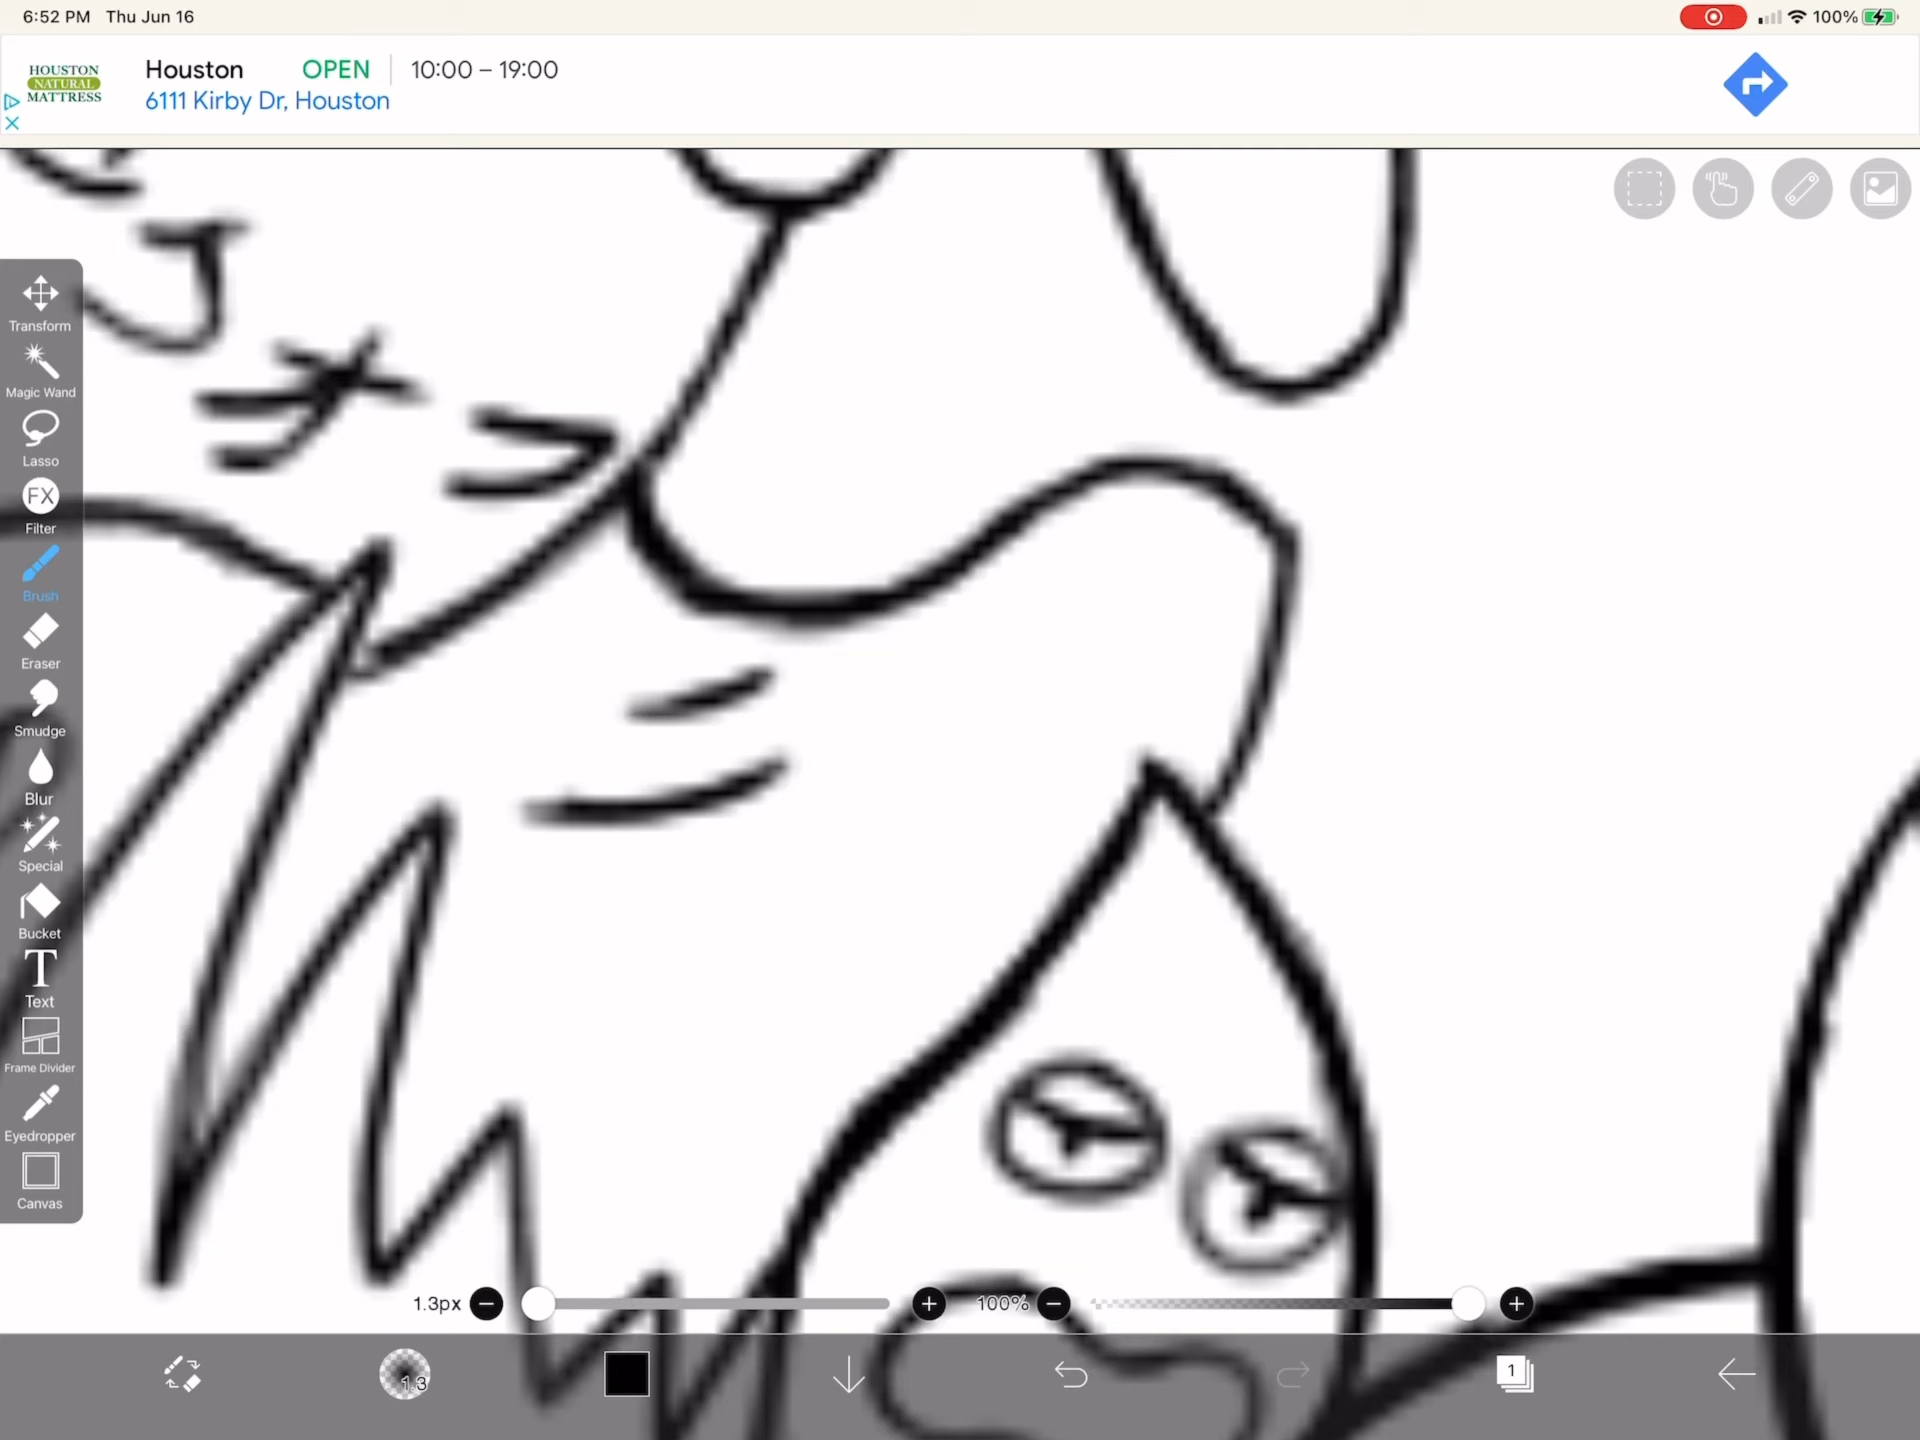 6:52 PM Thu Jun 16
100%
HOUSTON
NATURAL
MATTRESS
Houston OPEN 10:00 – 19:00
6111 Kirby Dr, Houston
Transform
Magic Wand
Lasso
FX
Filter
Brush
Eraser
Smudge
Blur
Special
Bucket
T
Text
Frame Divider
Eyedropper
Canvas
1.3px
100%
1.3
1